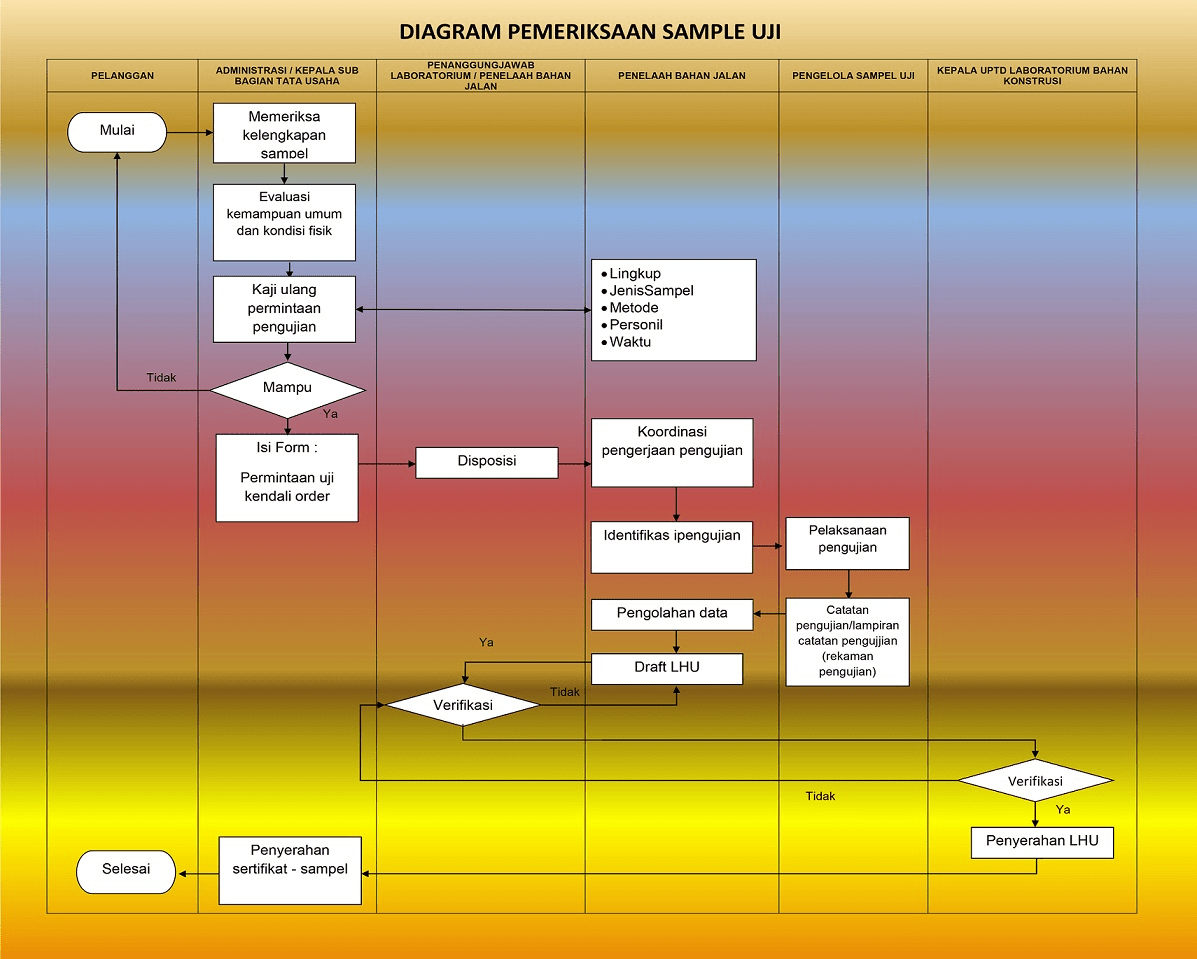 DIAGRAM PEMERIKSAAN SAMPLE UJI
PELANGGAN
ADMINISTRASI / KEPALA SUB
BAGIAN TATA USAHA
PENANGGUNGJAWAB
LABORATORIUM / PENELAAH BAHAN
JALAN
PENELAAH BAHAN JALAN
PENGELOLA SAMPEL UJI
KEPALA UPTD LABORATORIUM BAHAN
KONSTRUSI
Mulai
Memeriksa
kelengkapan
sampel
Evaluasi
kemampuan umum
dan kondisi fisik
Kaji ulang
permintaan
pengujian
• Lingkup
• JenisSampel
• Metode
• Personil
• Waktu
Tidak
Mampu
Ya
Isi Form :
Permintaan uji
kendali order
Disposisi
Koordinasi
pengerjaan pengujian
Identifikas ipengujian
Pelaksanaan
pengujian
Pengolahan data
Catatan
pengujian/lampiran
catatan pengujjian
(rekaman
pengujian)
Ya
Draft LHU
Verifikasi
Tidak
Verifikasi
Tidak
Ya
Penyerahan LHU
Penyerahan
sertifikat - sampel
Selesai